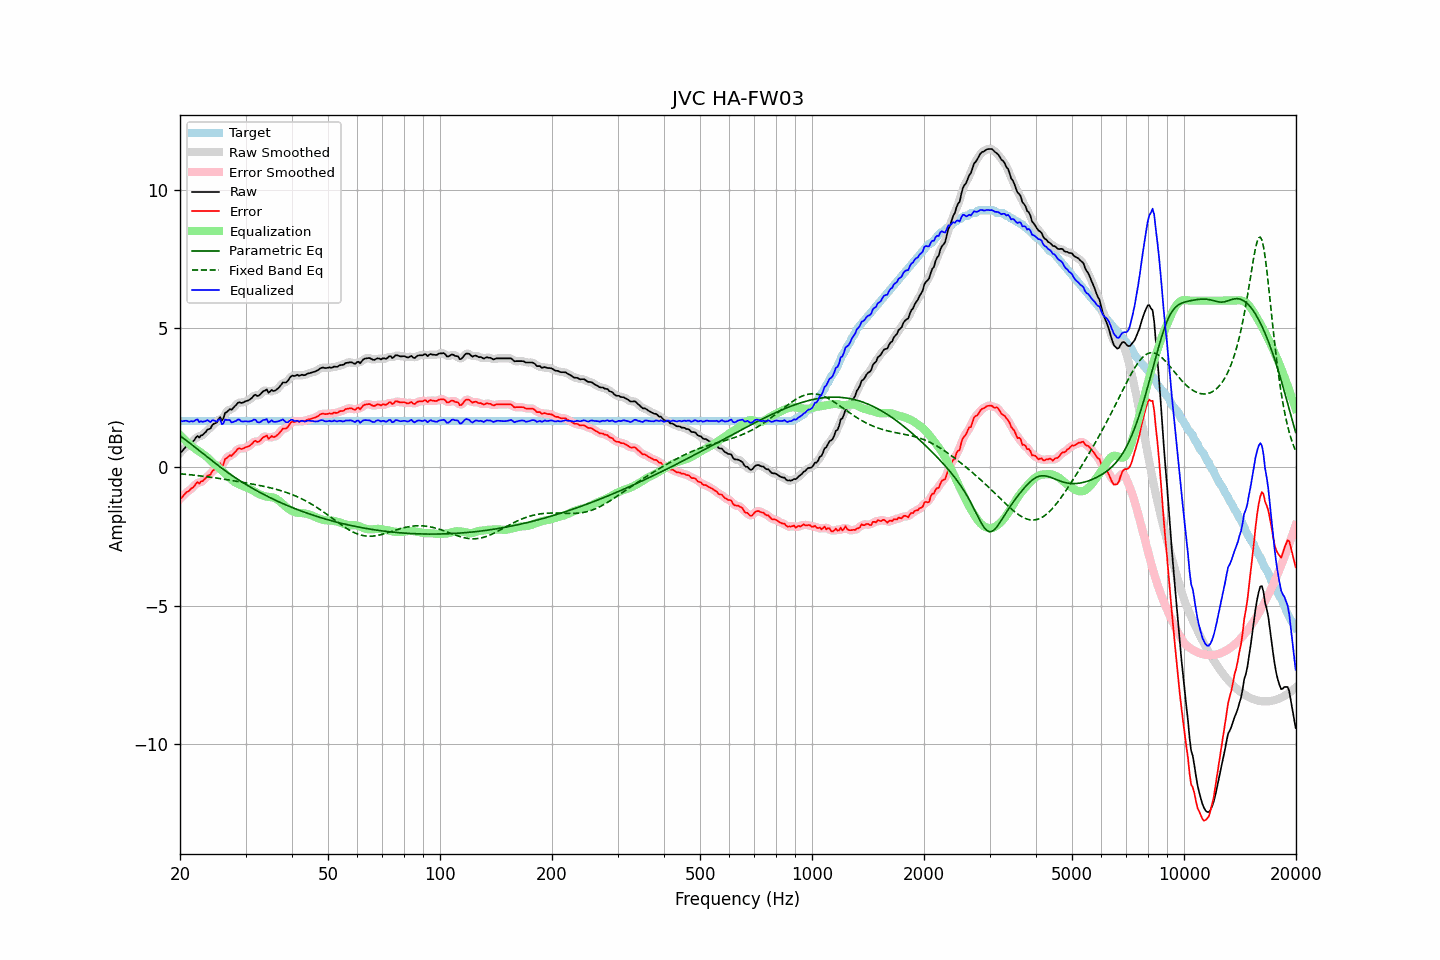 JVC HA-FW03
Target
Raw Smoothed
Error Smoothed
Raw
Error
Equalization
Parametric Eq
Fixed Band Eq
Equalized
Amplitude (dBr)
10
5
0
−5
−10
20 50 100 200 500 1000 2000 5000 10000 20000
Frequency (Hz)